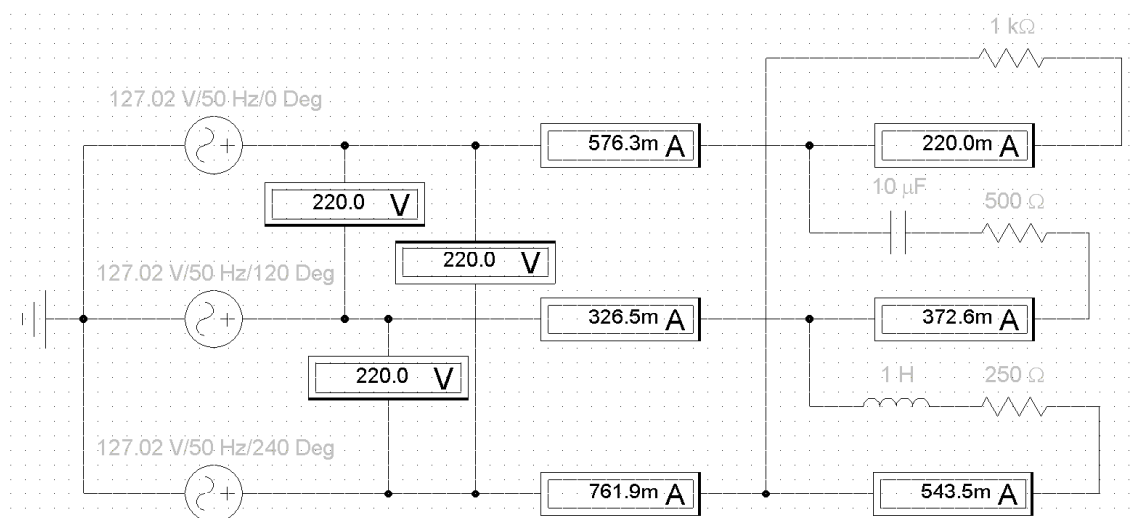 1 kΩ
127.02 V/50 Hz/0 Deg
576.3m A
220.0m A
10 μF
500 Ω
220.0 V
220.0 V
127.02 V/50 Hz/120 Deg
326.5m A
372.6m A
220.0 V
1 H
250 Ω
127.02 V/50 Hz/240 Deg
761.9m A
543.5m A